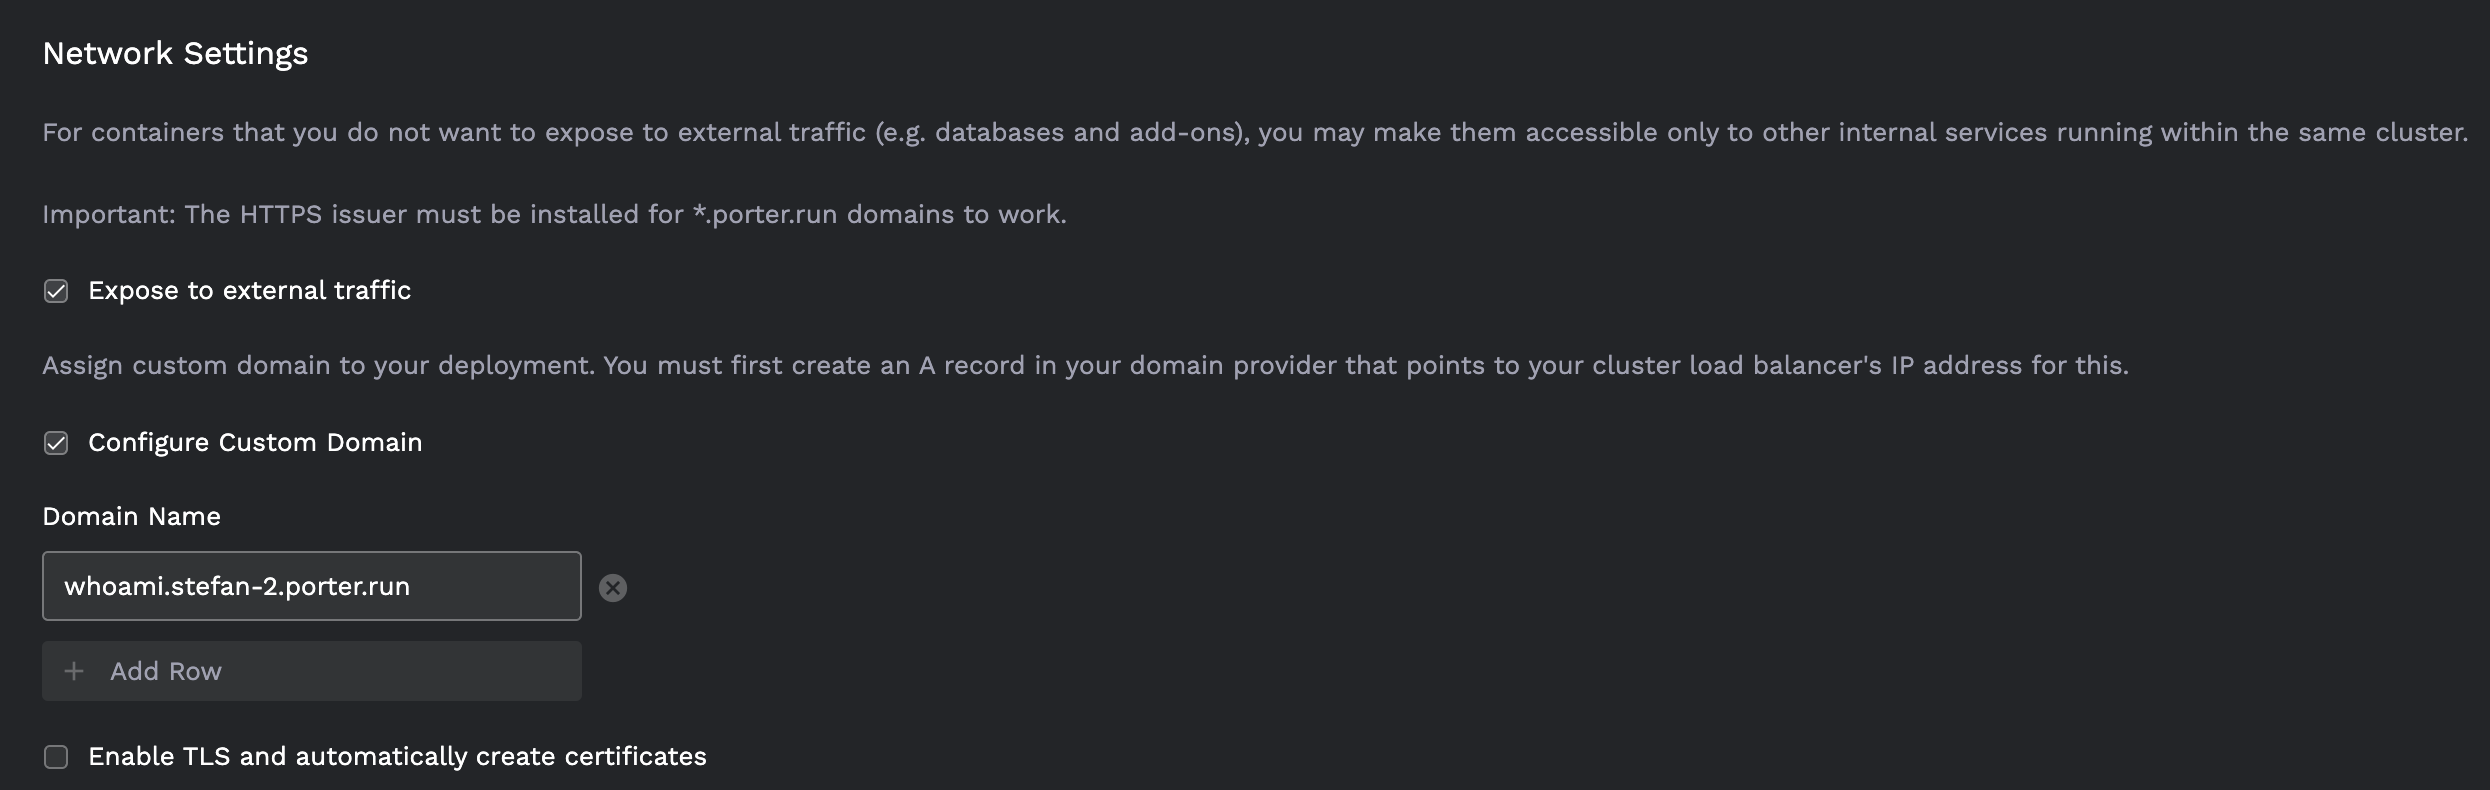 Network Settings
For containers that you do not want to expose to external traffic (e.g. databases and add-ons), you may make them accessible only to other internal services running within the same cluster.
Important: The HTTPS issuer must be installed for *.porter.run domains to work.
Expose to external traffic
Assign custom domain to your deployment. You must first create an A record in your domain provider that points to your cluster load balancer's IP address for this.
Configure Custom Domain
Domain Name
whoami.stefan-2.porter.run
+ Add Row
Enable TLS and automatically create certificates